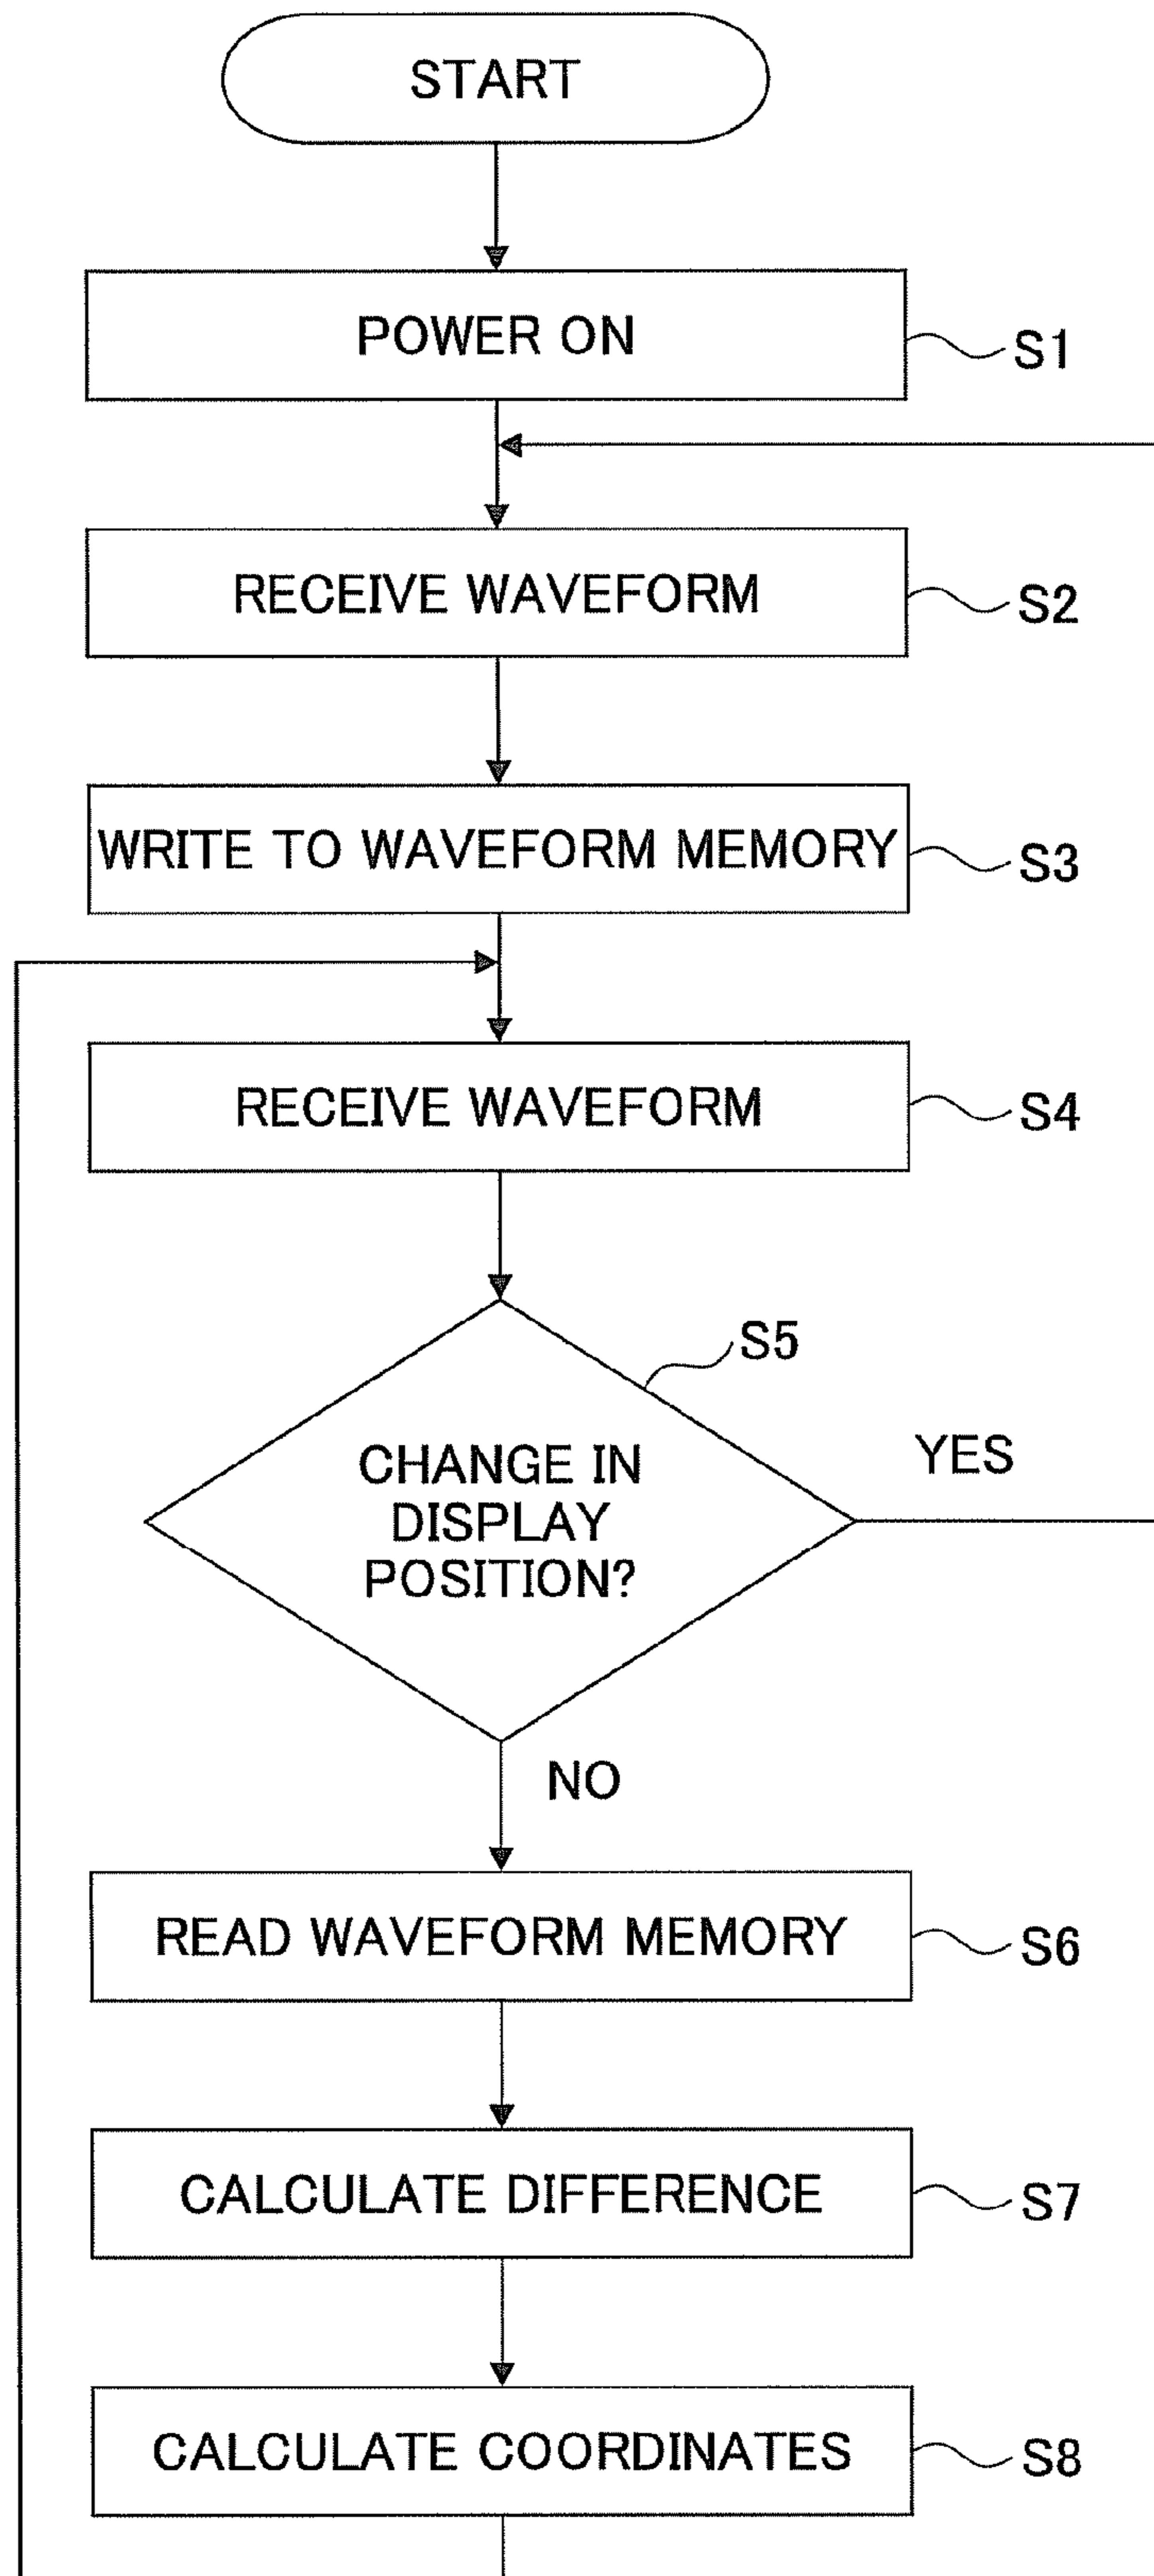 START
POWER ON
S1
RECEIVE WAVEFORM
S2
WRITE TO WAVEFORM MEMORY
S3
RECEIVE WAVEFORM
S4
S5
CHANGE IN
DISPLAY
POSITION?
YES
NO
READ WAVEFORM MEMORY
S6
CALCULATE DIFFERENCE
S7
CALCULATE COORDINATES
S8